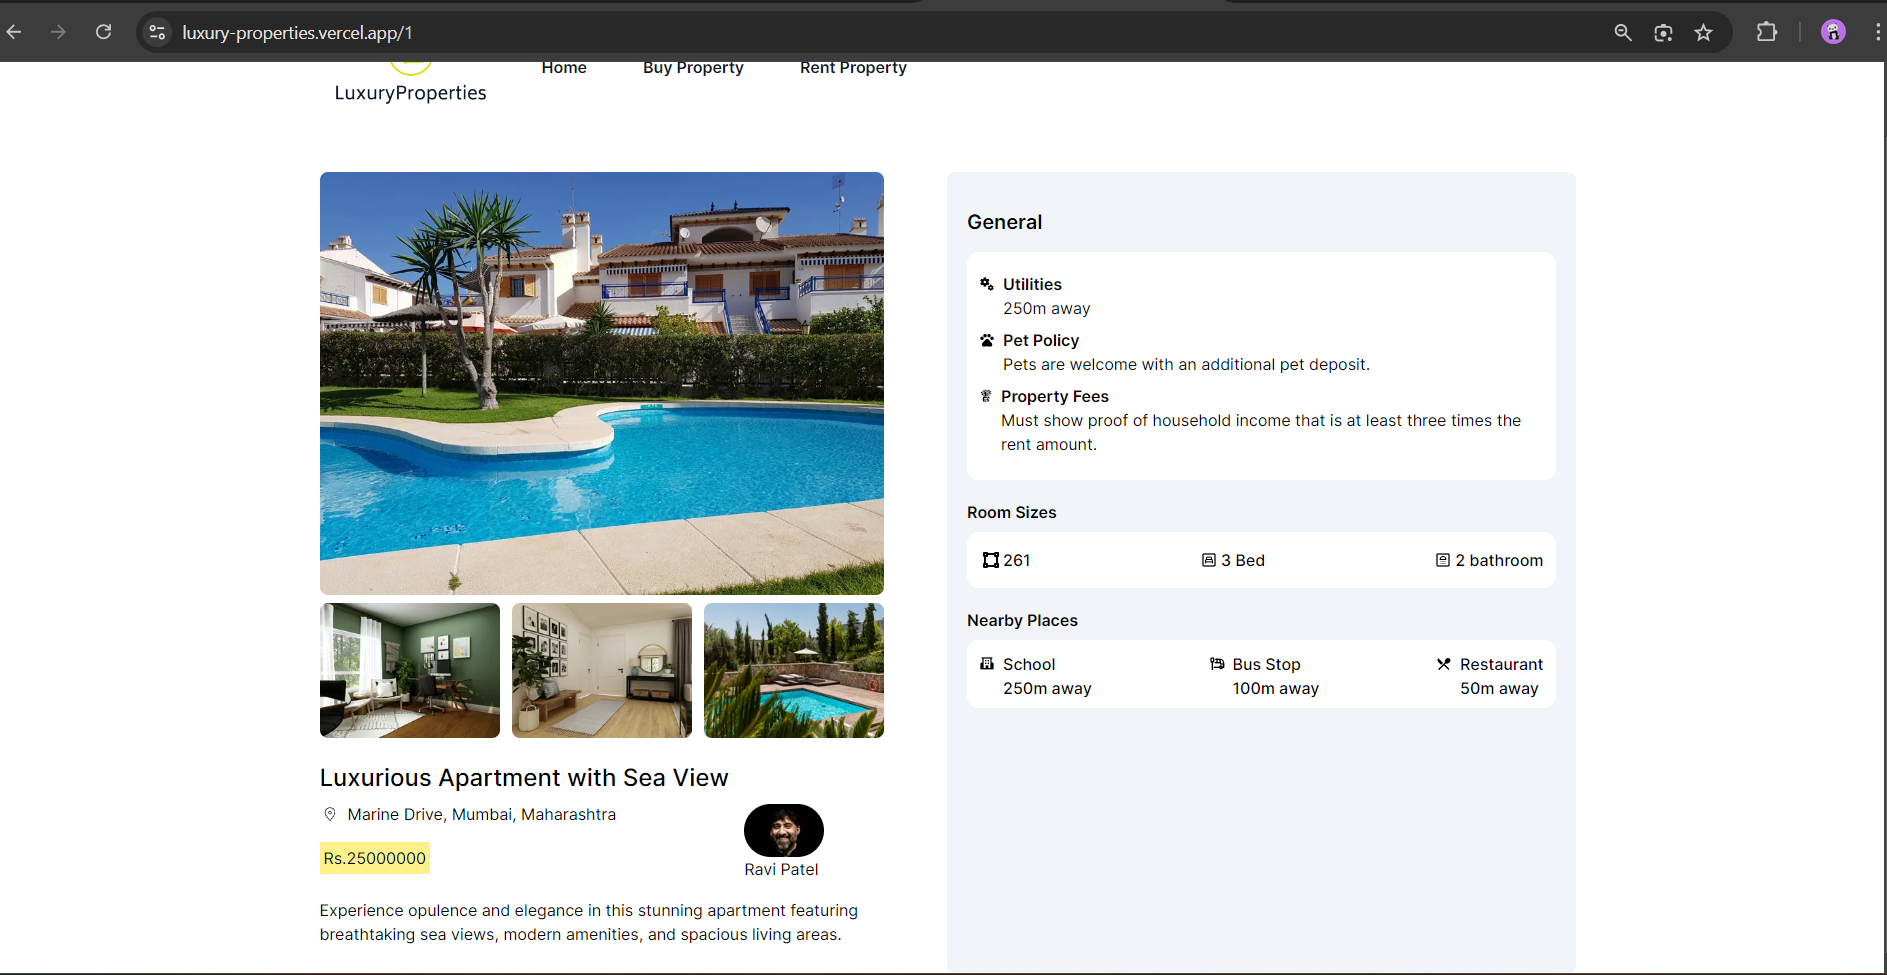 luxury-properties.vercel.app/1
Home
Buy Property
Rent Property
LuxuryProperties
Luxurious Apartment with Sea View
Marine Drive, Mumbai, Maharashtra
Rs.25000000
Ravi Patel
Experience opulence and elegance in this stunning apartment featuring
breathtaking sea views, modern amenities, and spacious living areas.
General
Utilities
250m away
Pet Policy
Pets are welcome with an additional pet deposit.
Property Fees
Must show proof of household income that is at least three times the
rent amount.
Room Sizes
261
3 Bed
2 bathroom
Nearby Places
School
250m away
Bus Stop
100m away
Restaurant
50m away